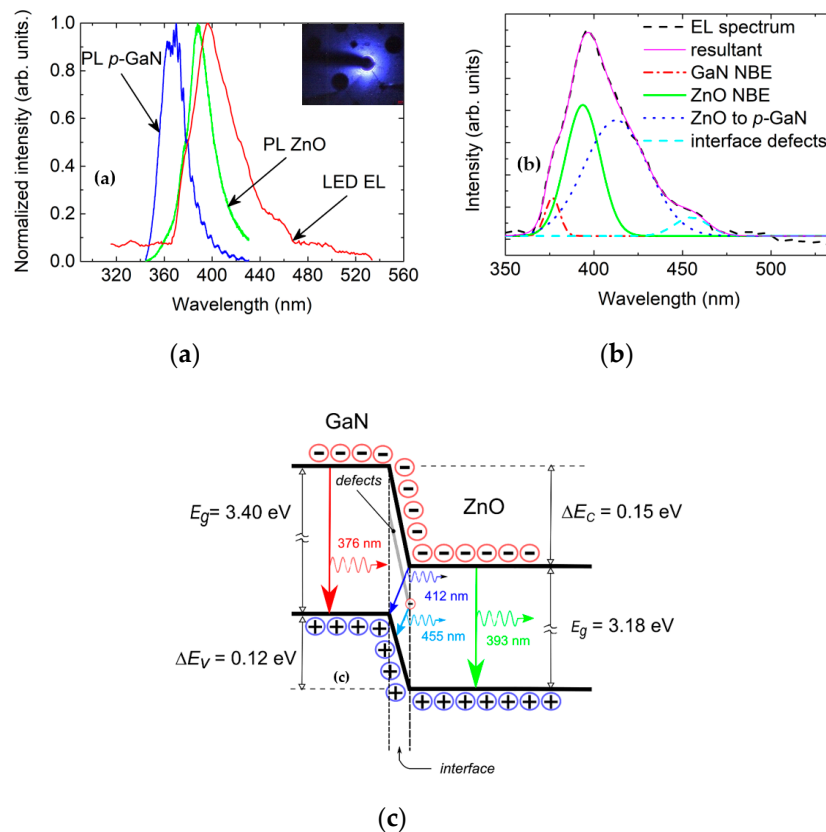 Normalized intensity (arb. units.)
1.0
0.8
0.6
0.4
0.2
0.0
PL p-GaN
(a)
PL ZnO
LED EL
320 360 400 440 480 520 560
Wavelength (nm)
(a)
Intensity (arb. units)
EL spectrum
resultant
GaN NBE
ZnO NBE
ZnO to p-GaN
interface defects
(b)
350 400 450 500
Wavelength (nm)
(b)
GaN
defects
ZnO
Eg= 3.40 eV
ΔEC = 0.15 eV
376 nm
412 nm
455 nm
393 nm
Eg = 3.18 eV
ΔEV = 0.12 eV
(c)
interface
(c)